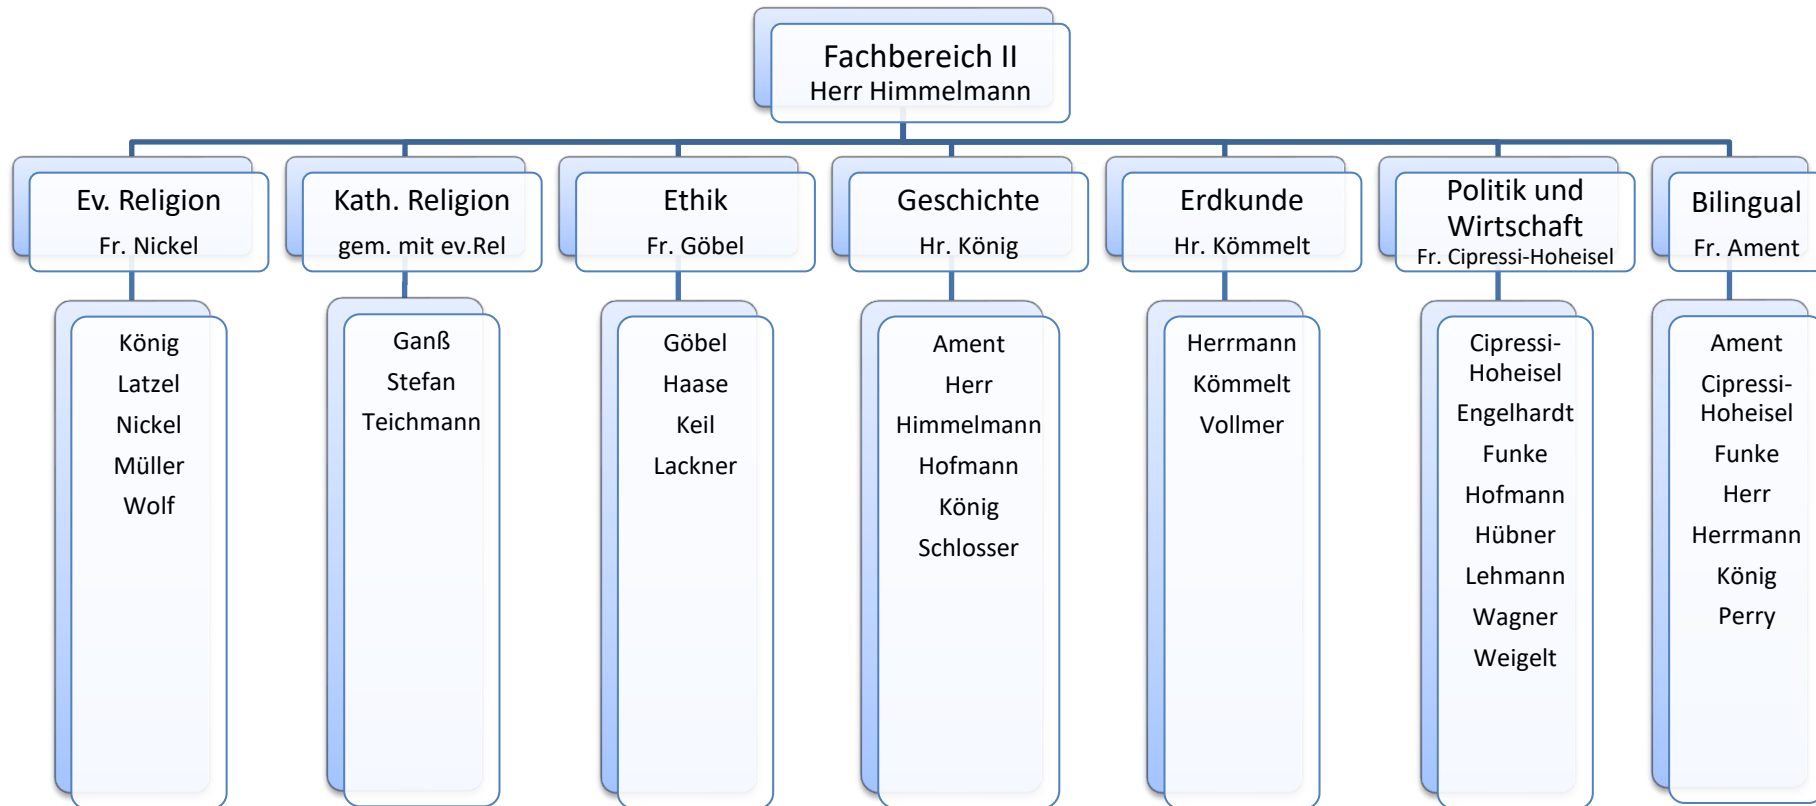 Fachbereich II
Herr Himmelmann
Ev. Religion
Fr. Nickel
König
Latzel
Nickel
Müller
Wolf
Kath. Religion
gem. mit ev.Rel
Ganß
Stefan
Teichmann
Ethik
Fr. Göbel
Göbel
Haase
Keil
Lackner
Geschichte
Hr. König
Ament
Herr
Himmelmann
Hofmann
König
Schlosser
Erdkunde
Hr. Kömmelt
Herrmann
Kömmelt
Vollmer
Politik und
Wirtschaft
Fr. Cipressi-Hoheisel
Cipressi-
Hoheisel
Engelhardt
Funke
Hofmann
Hübner
Lehmann
Wagner
Weigelt
Bilingual
Fr. Ament
Ament
Cipressi-
Hoheisel
Funke
Herr
Herrmann
König
Perry